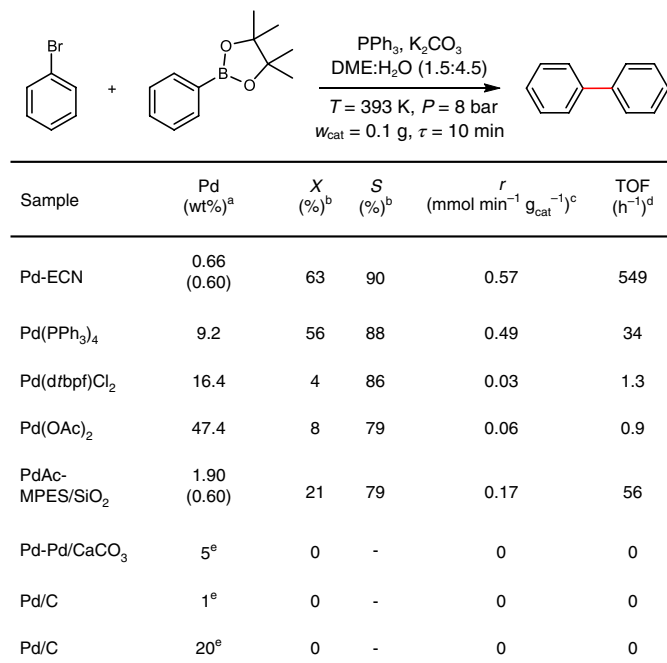 Br
+
O
B
O
PPh₃, K₂CO₃
DME:H₂O (1.5:4.5)
T = 393 K, P = 8 bar
w_cat = 0.1 g, τ = 10 min
Sample Pd (wt%)ᵃ X (%)ᵇ S (%)ᵇ r (mmol min⁻¹ g_cat⁻¹)ᶜ TOF (h⁻¹)ᵈ
Pd-ECN 0.66 (0.60) 63 90 0.57 549
Pd(PPh₃)₄ 9.2 56 88 0.49 34
Pd(dtbpf)Cl₂ 16.4 4 86 0.03 1.3
Pd(OAc)₂ 47.4 8 79 0.06 0.9
PdAc-MPES/SiO₂ 1.90 (0.60) 21 79 0.17 56
Pd-Pd/CaCO₃ 5ᵉ 0 - 0 0
Pd/C 1ᵉ 0 - 0 0
Pd/C 20ᵉ 0 - 0 0